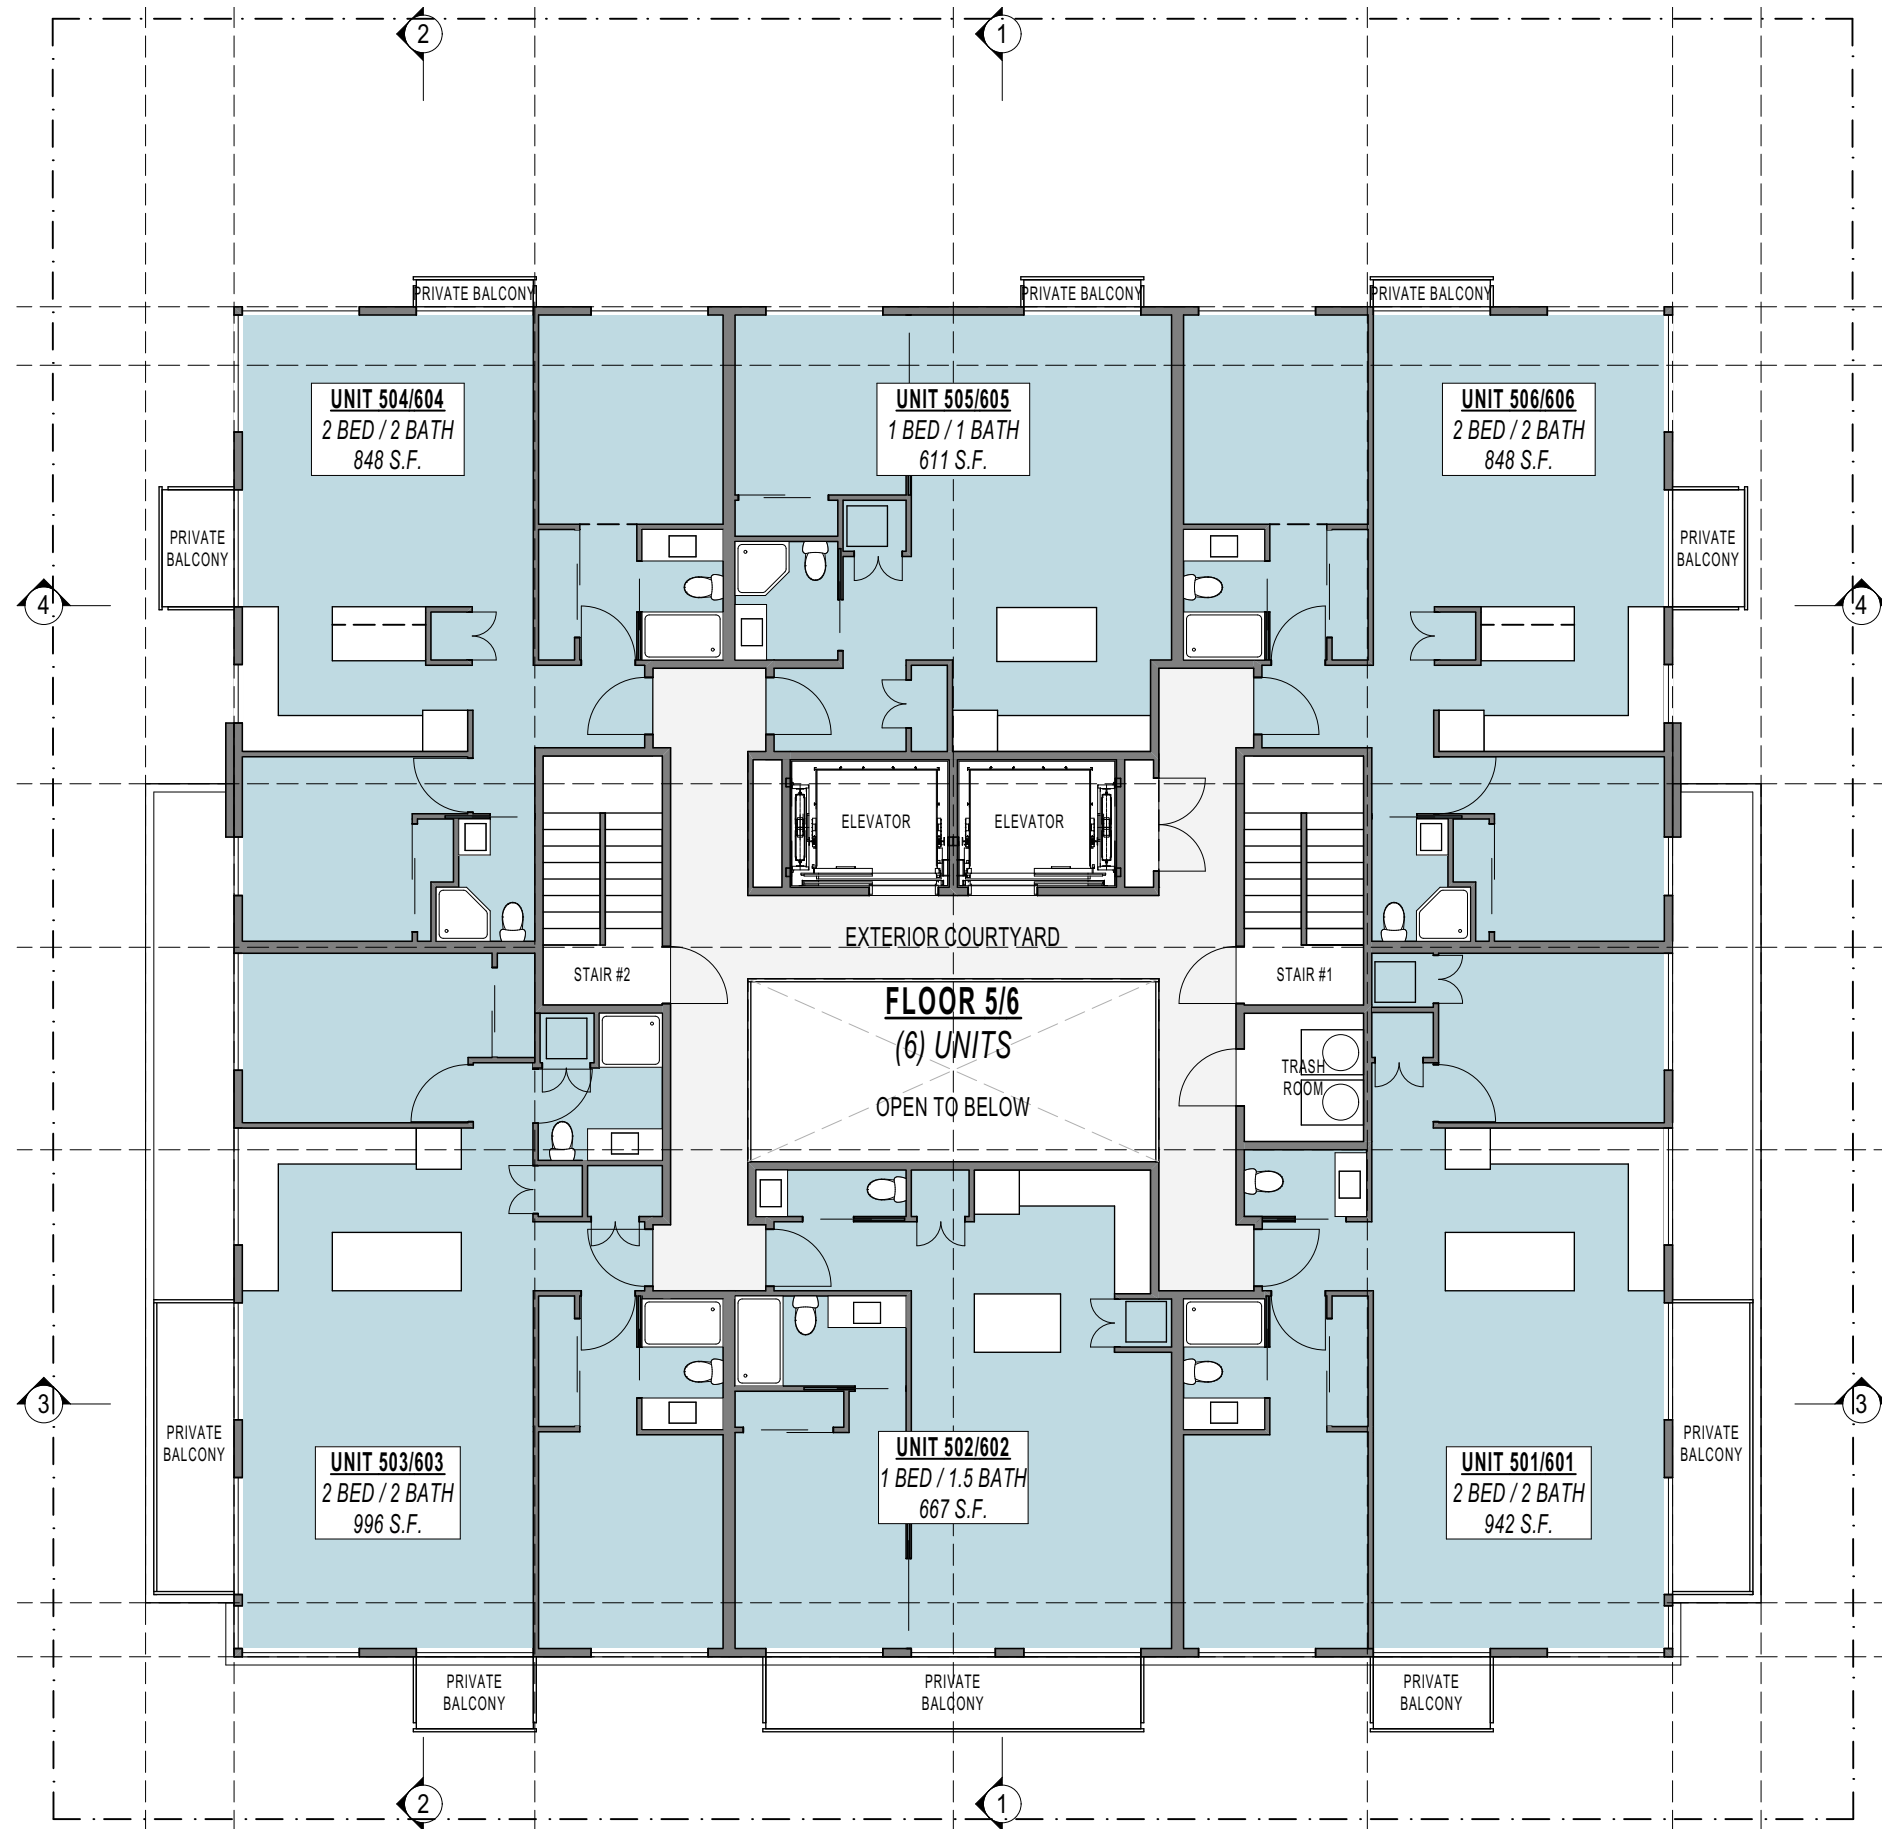 2
1
PRIVATE BALCONY
PRIVATE BALCONY
PRIVATE BALCONY
UNIT 504/604
2 BED / 2 BATH
848 S.F.
UNIT 505/605
1 BED / 1 BATH
611 S.F.
UNIT 506/606
2 BED / 2 BATH
848 S.F.
PRIVATE
BALCONY
PRIVATE
BALCONY
4
4
ELEVATOR
ELEVATOR
EXTERIOR COURTYARD
STAIR #2
STAIR #1
FLOOR 5/6
(6) UNITS
OPEN TO BELOW
TRASH
ROOM
3
3
PRIVATE
BALCONY
PRIVATE
BALCONY
UNIT 503/603
2 BED / 2 BATH
996 S.F.
UNIT 502/602
1 BED / 1.5 BATH
667 S.F.
UNIT 501/601
2 BED / 2 BATH
942 S.F.
PRIVATE
BALCONY
PRIVATE
BALCONY
PRIVATE
BALCONY
2
1